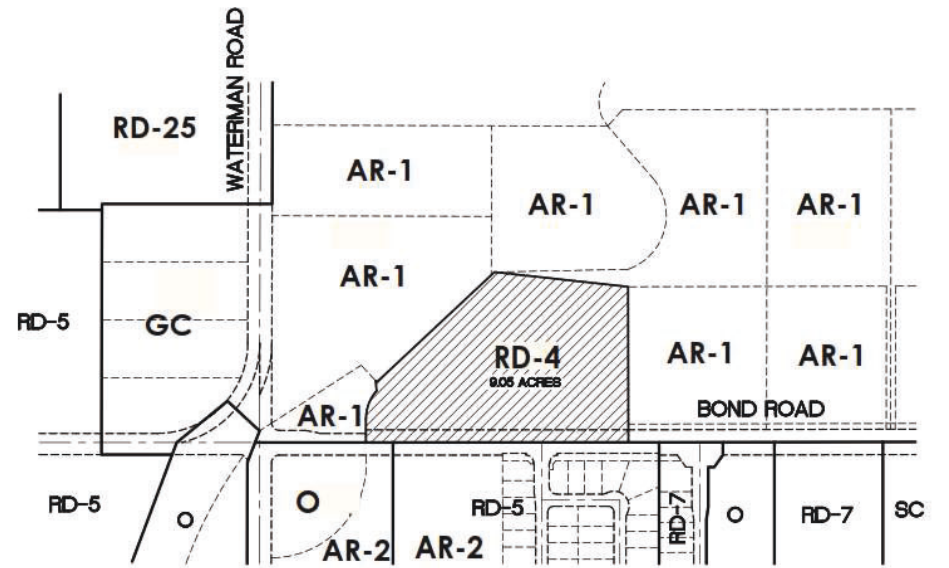 WATERMAN ROAD
RD-25
AR-1
AR-1
AR-1
AR-1
AR-1
RD-5
GC
RD-4
9.05 ACRES
AR-1
AR-1
AR-1
BOND ROAD
RD-5
O
O
AR-2
AR-2
RD-5
RD-7
O
RD-7
SC